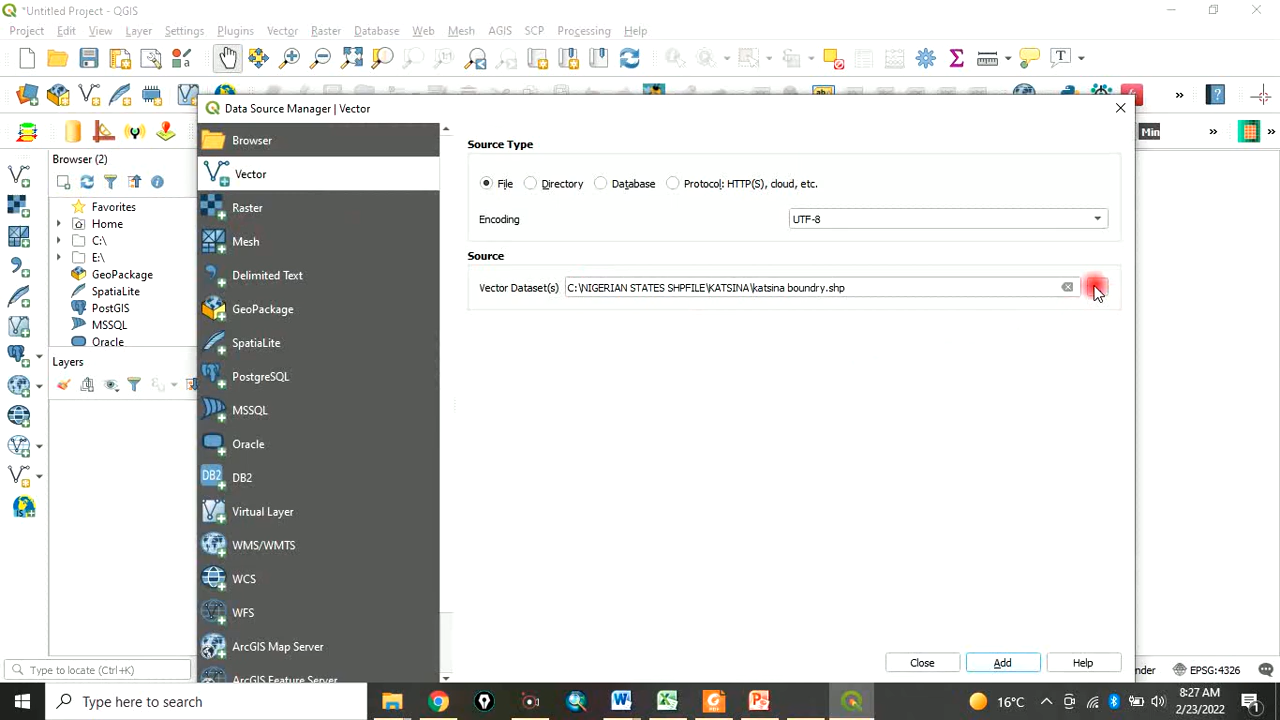 *Untitled Project - QGIS
Project Edit View Layer Settings Plugins Vector Raster Database Web Mesh AGIS SCP Processing Help
Data Source Manager | Vector
Browser (2)
Favorites
Home
C:\
E:\
GeoPackage
SpatiaLite
PostGIS
MSSQL
Oracle
Layers
Browser
Vector
Raster
Mesh
Delimited Text
GeoPackage
SpatiaLite
PostgreSQL
MSSQL
Oracle
DB2
Virtual Layer
WMS/WMTS
WCS
WFS
ArcGIS Map Server
ArcGIS Feature Server
Source Type
File Directory Database Protocol: HTTP(S), cloud, etc.
Encoding UTF-8
Source
Vector Dataset(s) C:\NIGERIAN STATES SHPFILE\KATSINA\katsina boundry.shp
Close Add Help
Min
Type to locate (Ctrl+K)
nder EPSG:4326
Type here to search
16°C
8:27 AM
2/23/2022